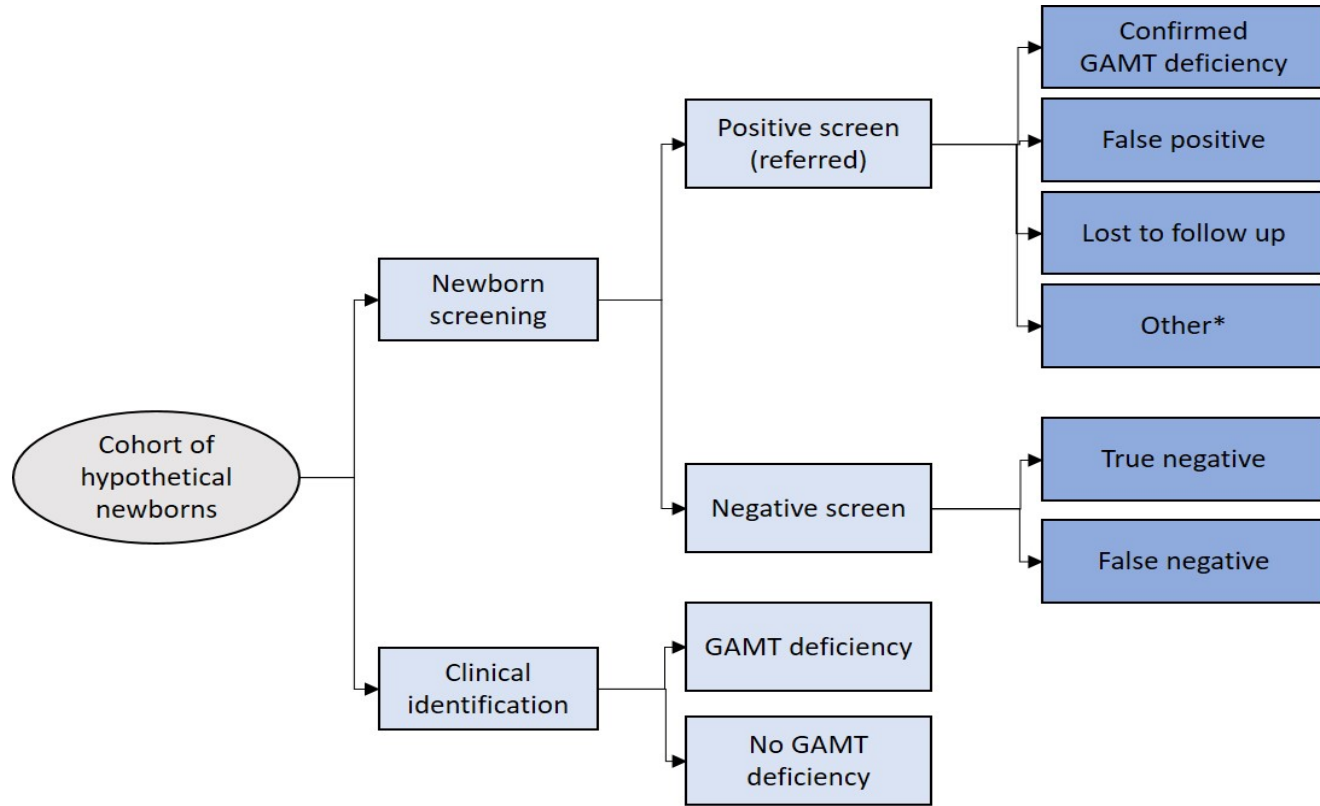 Cohort of
hypothetical
newborns
Newborn
screening
Clinical
identification
Positive screen
(referred)
Negative screen
GAMT deficiency
No GAMT
deficiency
Confirmed
GAMT deficiency
False positive
Lost to follow up
Other*
True negative
False negative